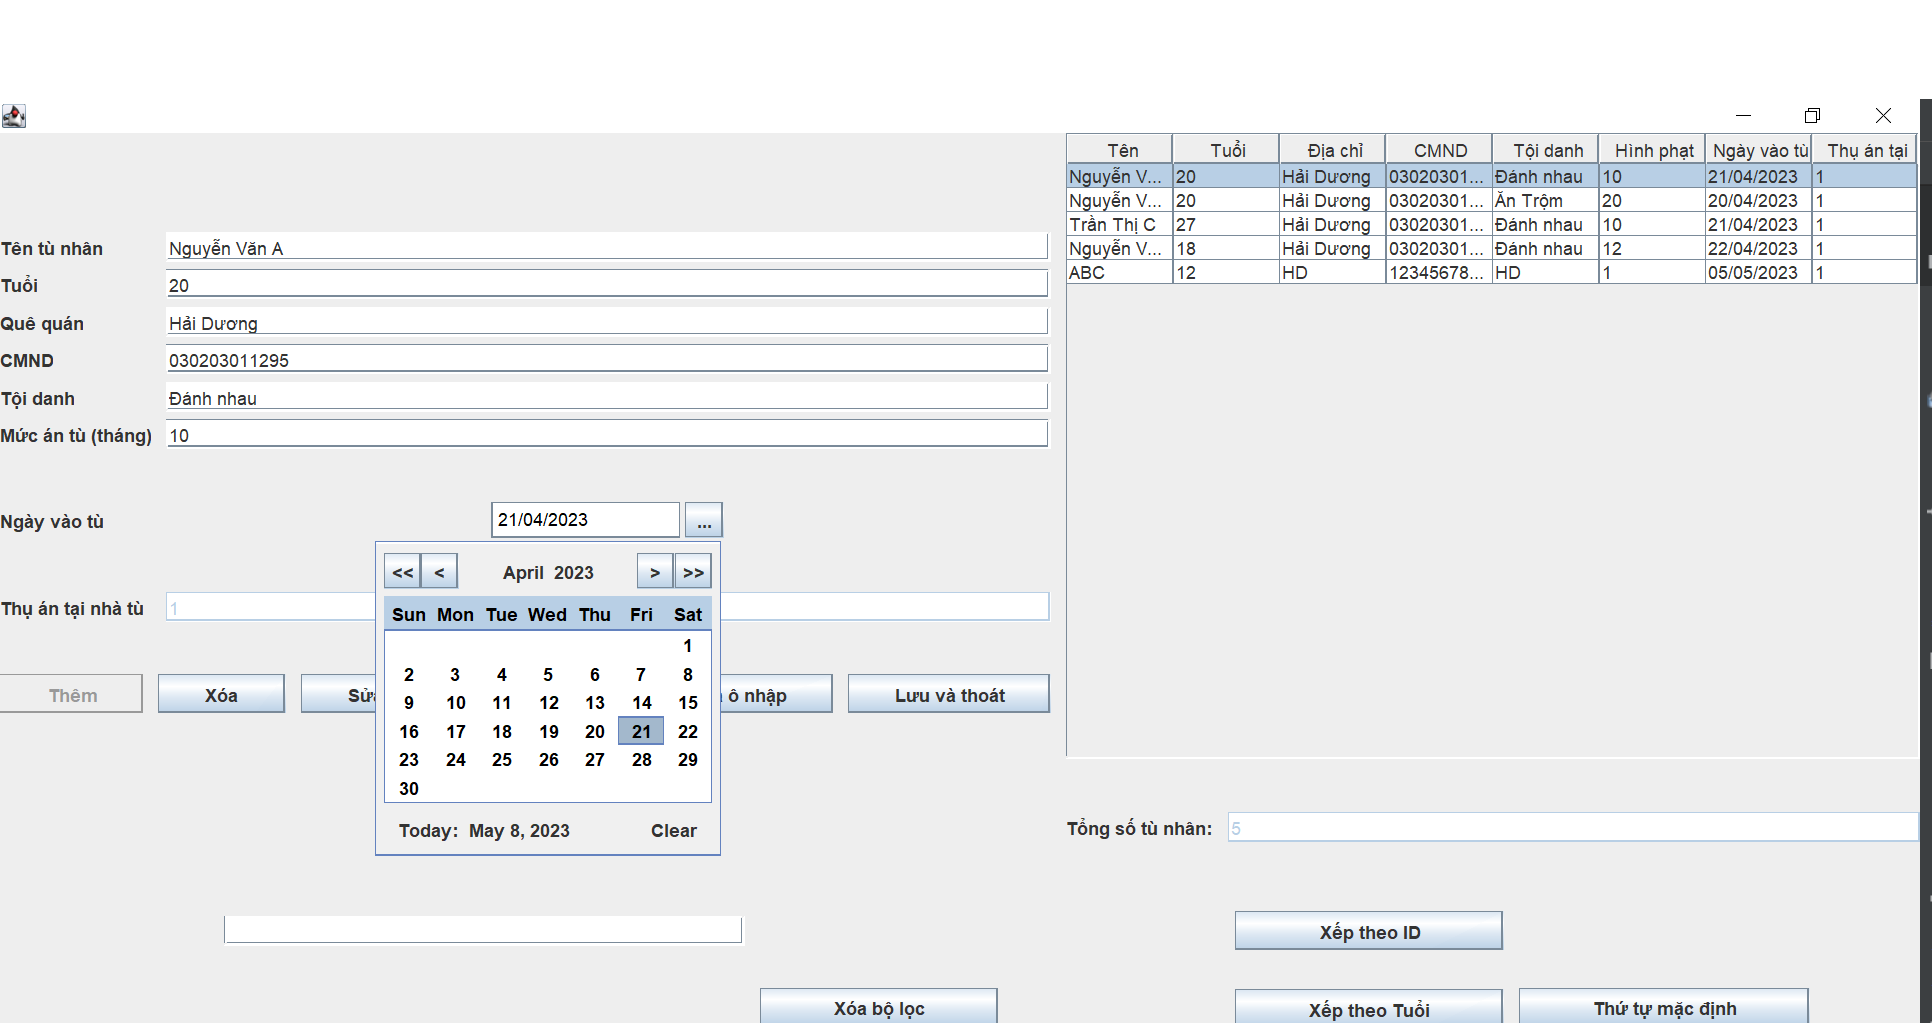 Tên Tuổi Địa chỉ CMND Tội danh Hình phạt Ngày vào tù Thụ án tại
Nguyễn V... 20 Hải Dương 03020301... Đánh nhau 10 21/04/2023 1
Nguyễn V... 20 Hải Dương 03020301... Ăn Trộm 20 20/04/2023 1
Trần Thị C 27 Hải Dương 03020301... Đánh nhau 10 21/04/2023 1
Nguyễn V... 18 Hải Dương 03020301... Đánh nhau 12 22/04/2023 1
ABC 12 HD 12345678... HD 1 05/05/2023 1
Tên tù nhân Nguyễn Văn A
Tuổi 20
Quê quán Hải Dương
CMND 030203011295
Tội danh Đánh nhau
Mức án tù (tháng) 10
Ngày vào tù 21/04/2023 ...
<< < April 2023 > >>
Sun Mon Tue Wed Thu Fri Sat
1
2 3 4 5 6 7 8
9 10 11 12 13 14 15
16 17 18 19 20 21 22
23 24 25 26 27 28 29
30
Today: May 8, 2023 Clear
Thụ án tại nhà tù 1
Thêm Xóa Sửa ô nhập Lưu và thoát
Tổng số tù nhân: 5
Xếp theo ID
Xóa bộ lọc Xếp theo Tuổi Thứ tự mặc định